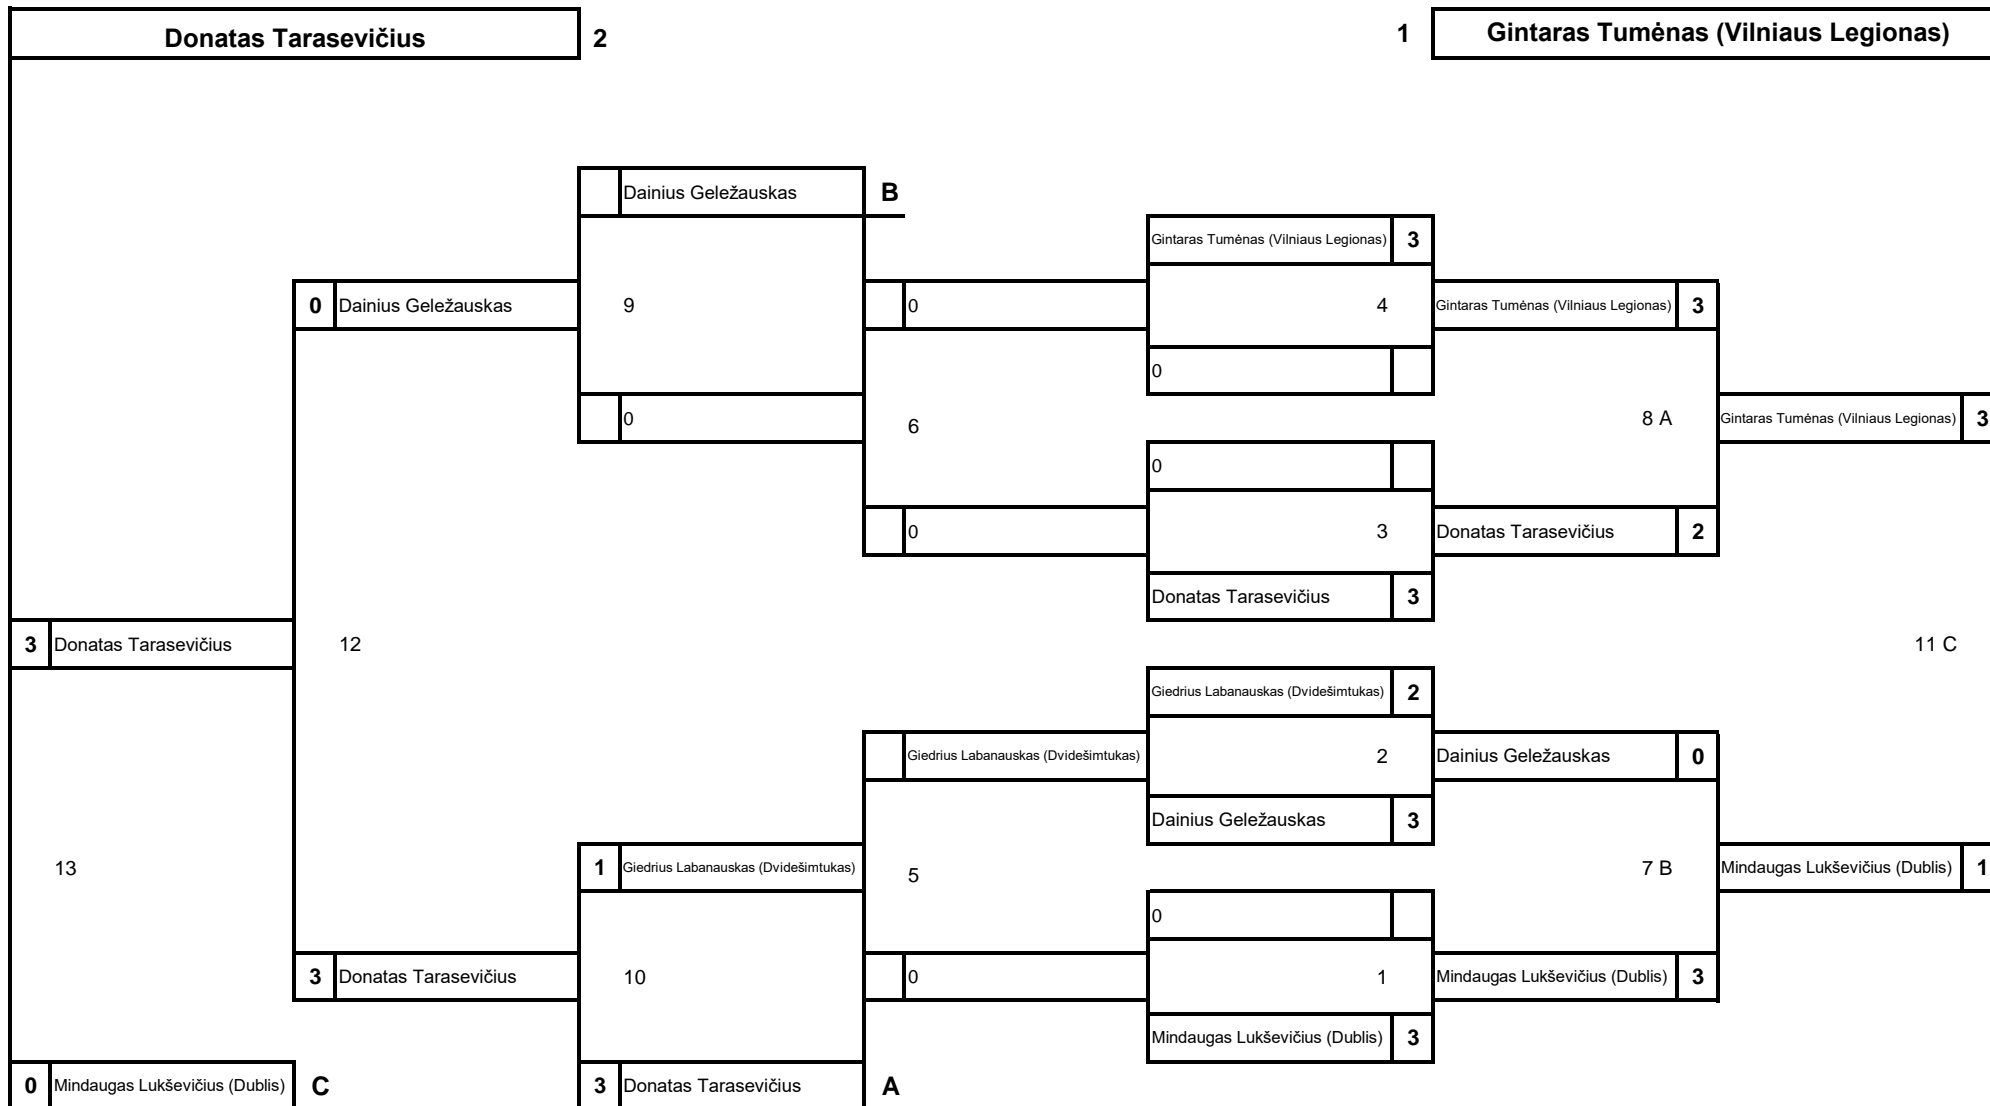 Donatas Tarasevičius 2 1 Gintaras Tumėnas (Vilniaus Legionas)
Dainius Geležauskas B
Gintaras Tumėnas (Vilniaus Legionas) 3
0 Dainius Geležauskas 9 0 4 Gintaras Tumėnas (Vilniaus Legionas) 3
0
0 6 8 A Gintaras Tumėnas (Vilniaus Legionas) 3
0
0 3 Donatas Tarasevičius 2
Donatas Tarasevičius 3
3 Donatas Tarasevičius 12 11 C
Giedrius Labanauskas (Dvidešimtukas) 2
Giedrius Labanauskas (Dvidešimtukas) 2 Dainius Geležauskas 0
Dainius Geležauskas 3
13 1 Giedrius Labanauskas (Dvidešimtukas) 5 7 B Mindaugas Lukševičius (Dublis) 1
0
3 Donatas Tarasevičius 10 0 1 Mindaugas Lukševičius (Dublis) 3
Mindaugas Lukševičius (Dublis) 3
0 Mindaugas Lukševičius (Dublis) C 3 Donatas Tarasevičius A